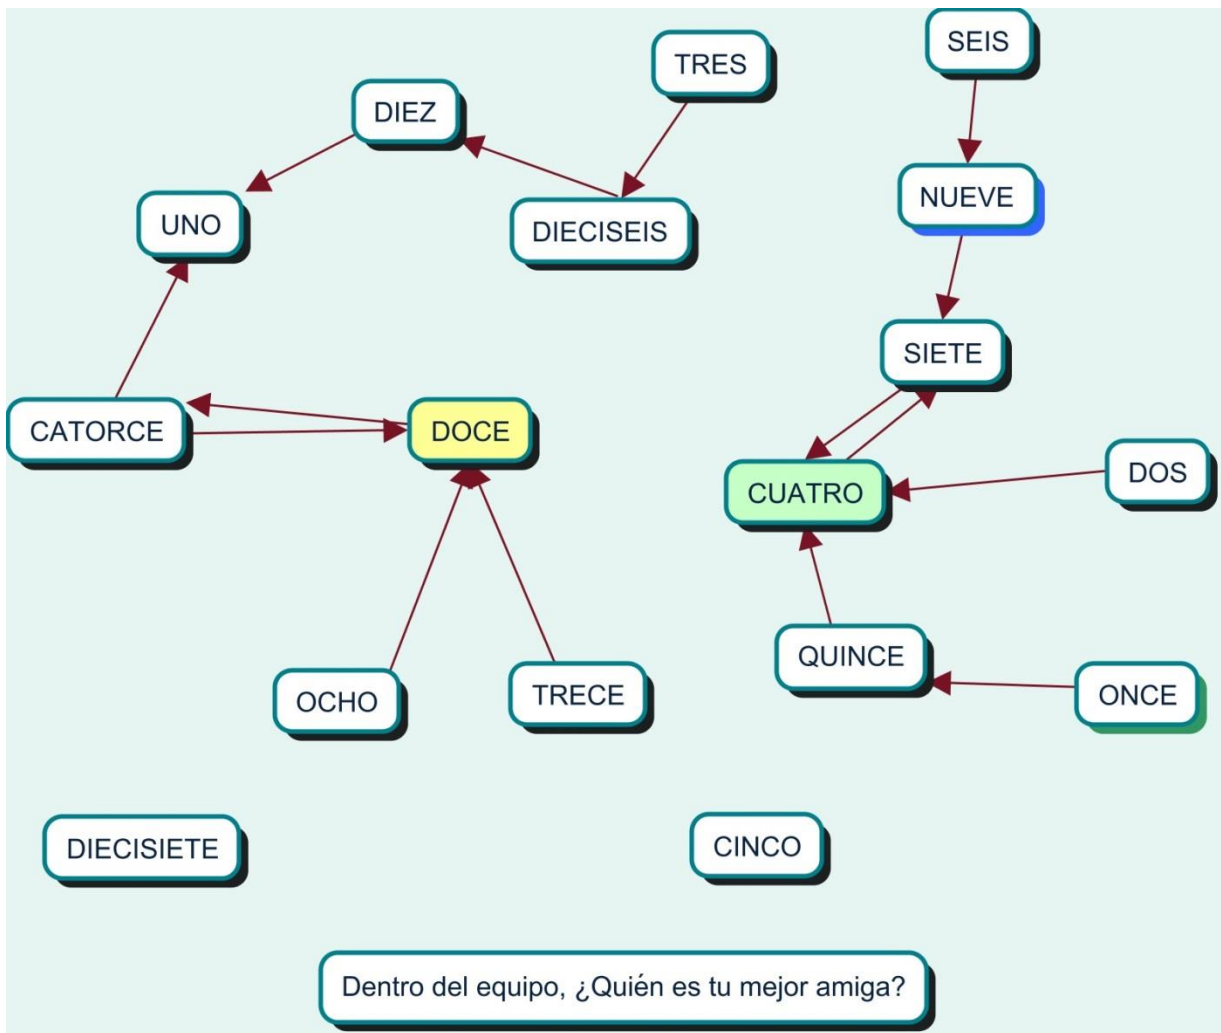 SEIS
TRES
DIEZ
NUEVE
UNO
DIECISEIS
SIETE
CATORCE
DOCE
DOS
CUATRO
QUINCE
OCHO
TRECE
ONCE
DIECISIETE
CINCO
Dentro del equipo, ¿Quién es tu mejor amiga?